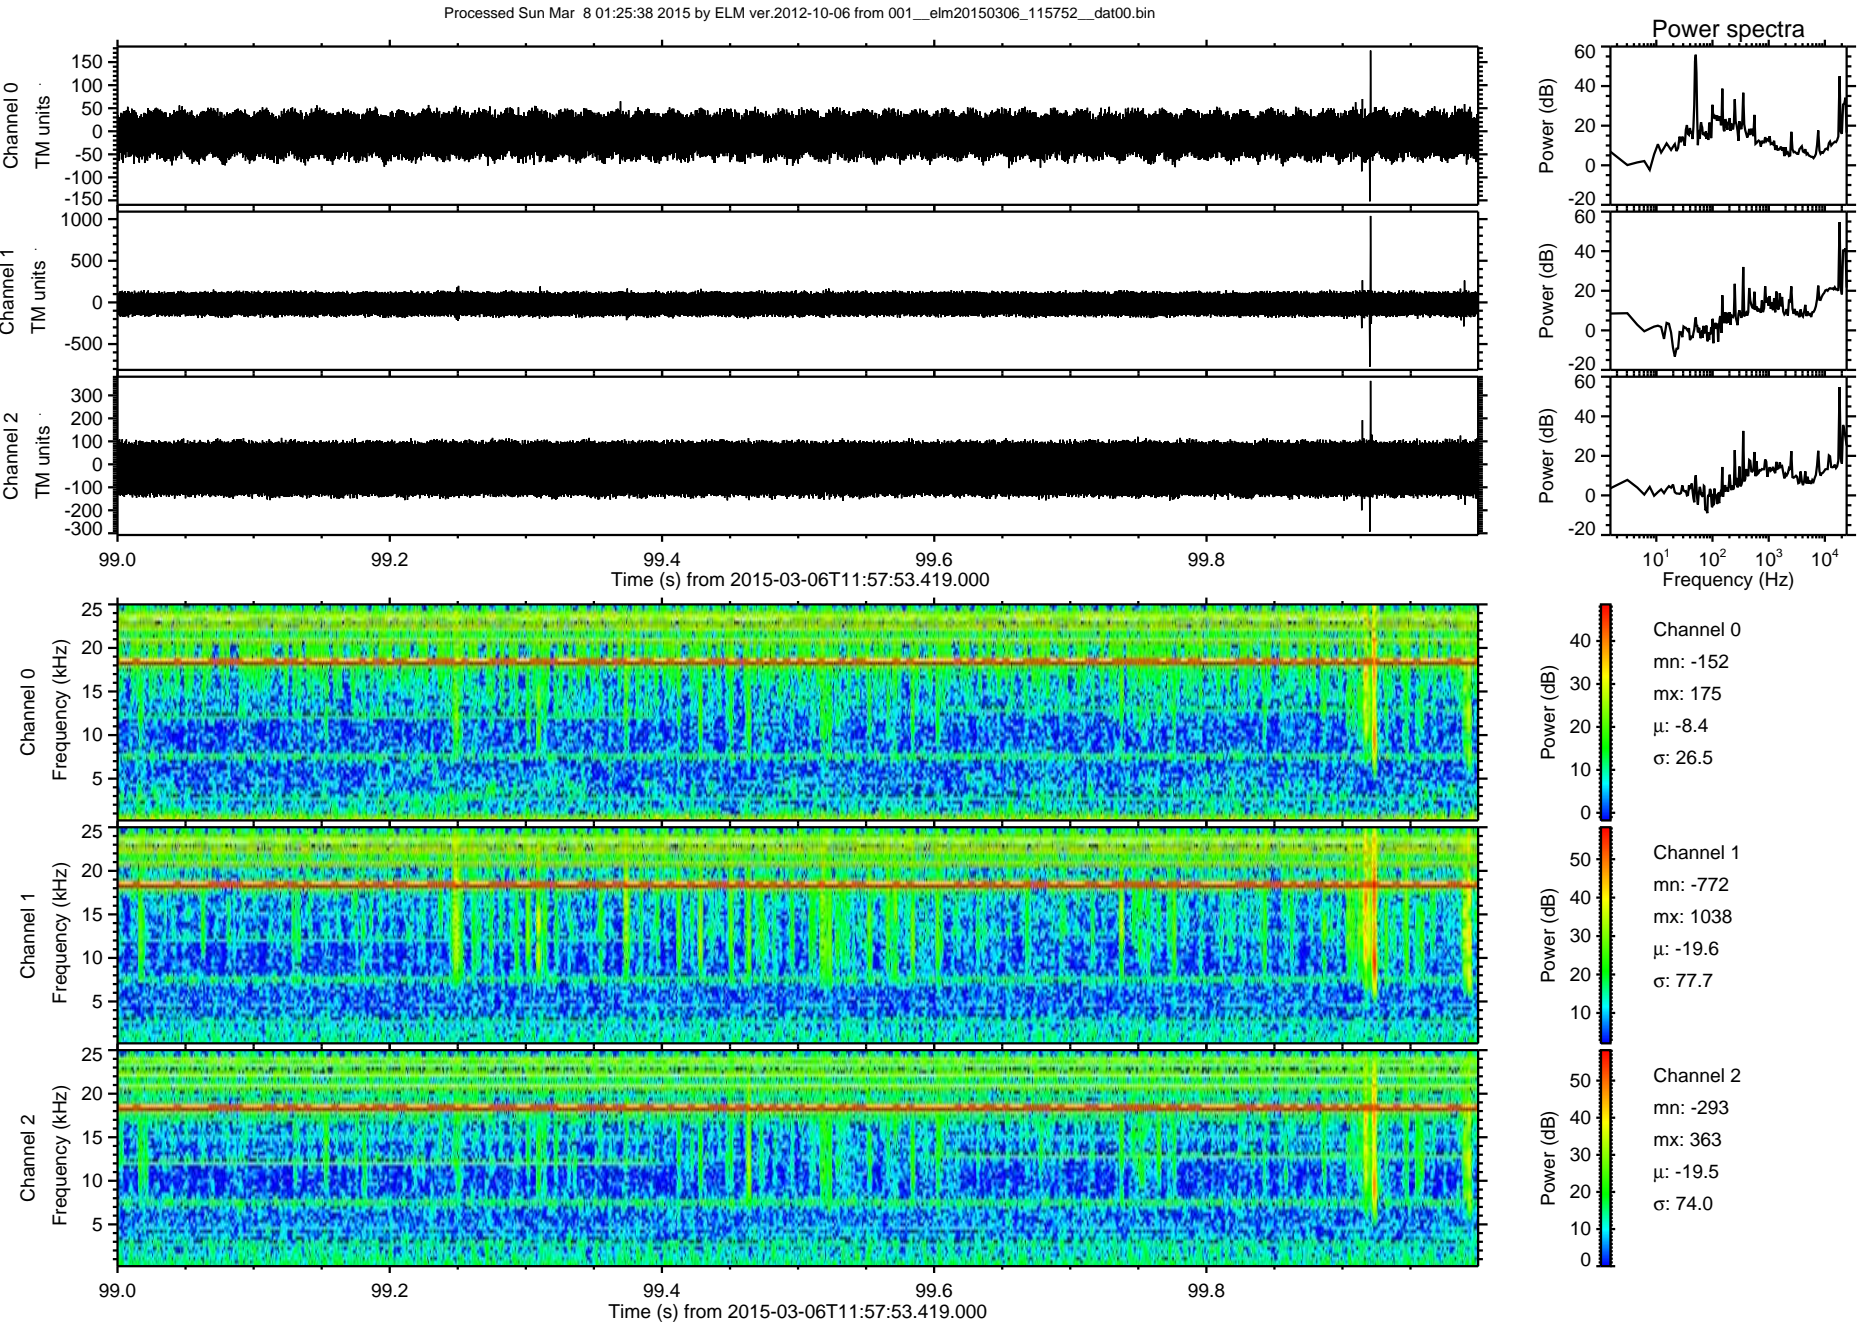 Processed Sun Mar  8 01:25:38 2015 by ELM ver.2012-10-06 from 001__elm20150306_115752__dat00.bin
Power spectra
Channel 0
TM units
150
100
50
0
-50
-100
-150
Power (dB)
60
40
20
0
-20
Channel 1
TM units
1000
500
0
-500
Power (dB)
60
40
20
0
-20
Channel 2
TM units
300
200
100
0
-100
-200
-300
Power (dB)
60
40
20
0
-20
99.0 99.2 99.4 99.6 99.8
Time (s) from 2015-03-06T11:57:53.419.000
10^1 10^2 10^3 10^4
Frequency (Hz)
Channel 0
Frequency (kHz)
25
20
15
10
5
Power (dB)
40
30
20
10
0
Channel 0
mn: -152
mx: 175
μ: -8.4
σ: 26.5
Channel 1
Frequency (kHz)
25
20
15
10
5
Power (dB)
50
40
30
20
10
Channel 1
mn: -772
mx: 1038
μ: -19.6
σ: 77.7
Channel 2
Frequency (kHz)
25
20
15
10
5
Power (dB)
50
40
30
20
10
0
Channel 2
mn: -293
mx: 363
μ: -19.5
σ: 74.0
99.0 99.2 99.4 99.6 99.8
Time (s) from 2015-03-06T11:57:53.419.000